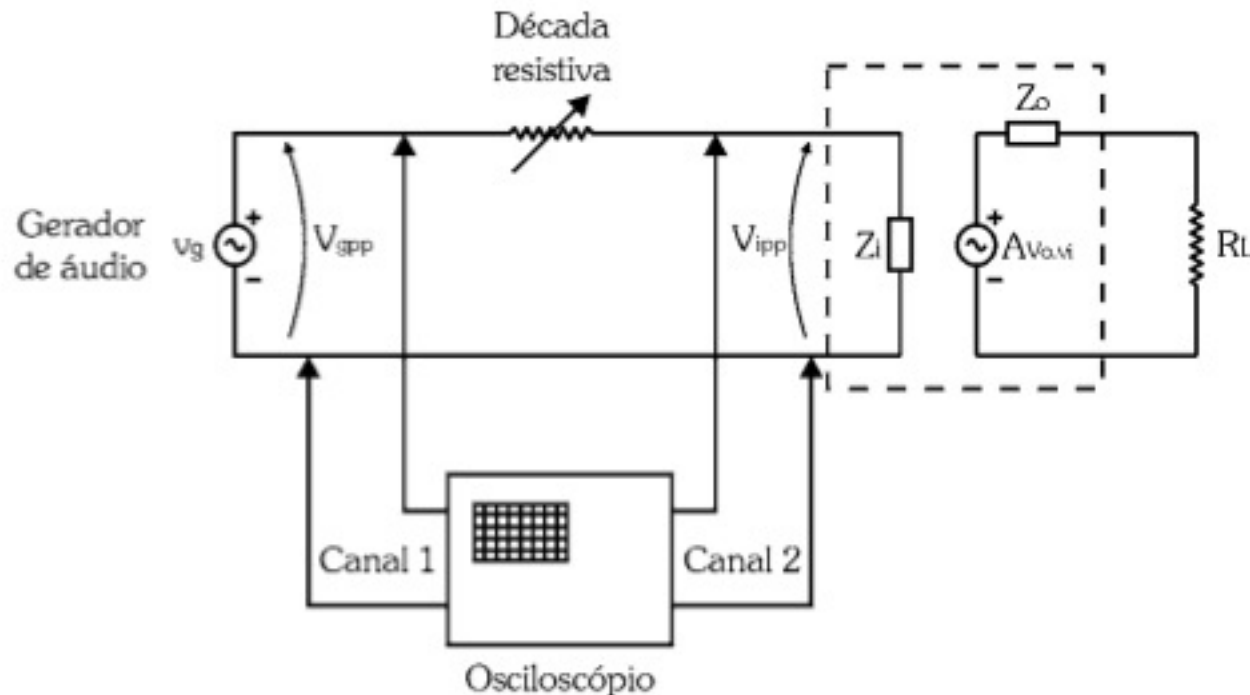 Década
resistiva
Zo
Gerador
de áudio
vg
+
-
Vgpp
Vipp
Zi
+
-
Avo.vi
RL
Canal 1
Canal 2
Osciloscópio